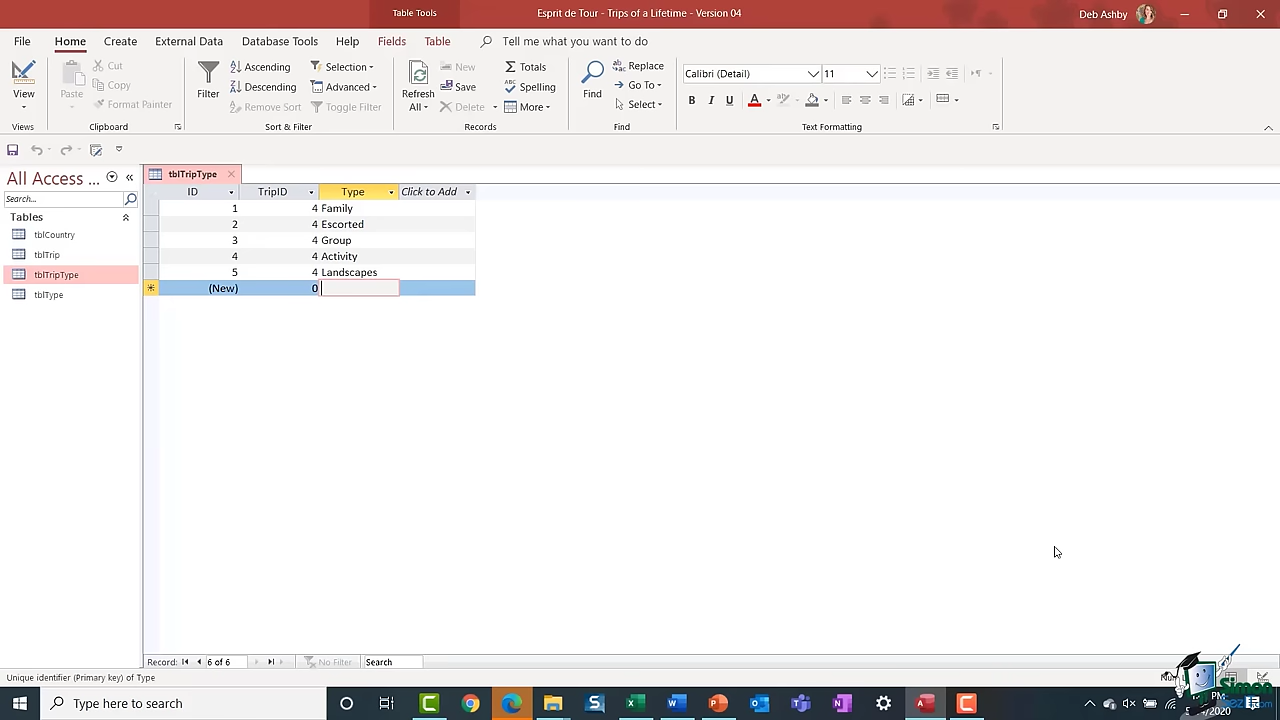 Table Tools
Esprit de Tour - Trips of a Lifetime - Version 04
Deb Ashby
File Home Create External Data Database Tools Help Fields Table Tell me what you want to do
View
Views
Paste
Cut
Copy
Format Painter
Clipboard
Filter
Ascending
Descending
Remove Sort
Selection
Advanced
Toggle Filter
Sort & Filter
Refresh
All
New
Save
Delete
Totals
Spelling
More
Records
Find
Replace
Go To
Select
Find
Calibri (Detail) 11
B I U A
Text Formatting
All Access ...
Search...
Tables
tblCountry
tblTrip
tblTripType
tblType
tblTripType
ID TripID Type Click to Add
1 4 Family
2 4 Escorted
3 4 Group
4 4 Activity
5 4 Landscapes
(New) 0
Record: 6 of 6 No Filter Search
Unique identifier (Primary key) of Type
Type here to search
PM
/2020